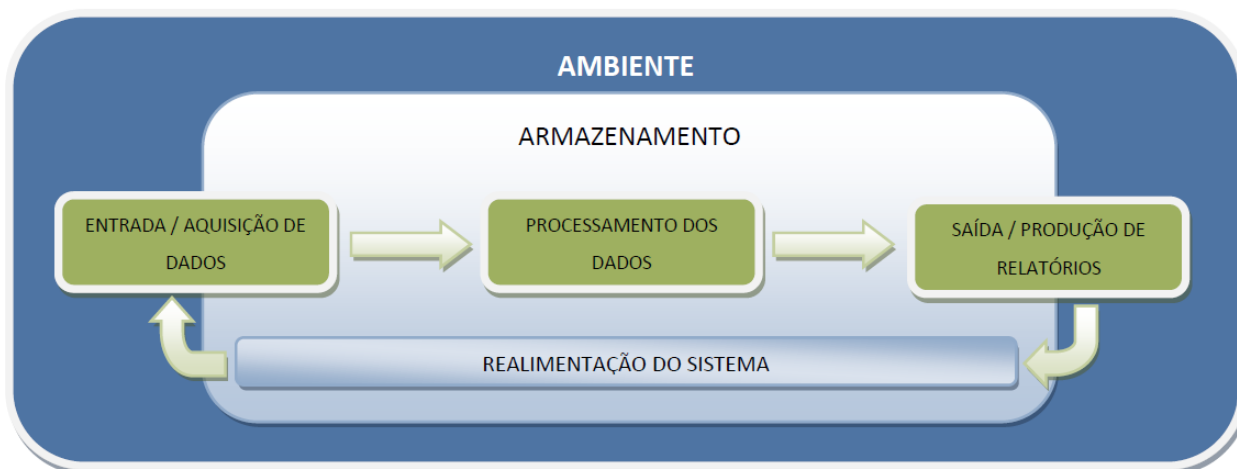 AMBIENTE
ARMAZENAMENTO
ENTRADA / AQUISIÇÃO DE
DADOS
PROCESSAMENTO DOS
DADOS
SAÍDA / PRODUÇÃO DE
RELATÓRIOS
REALIMENTAÇÃO DO SISTEMA